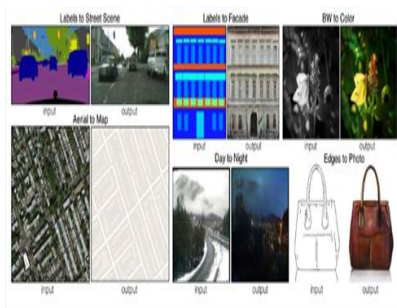 Labels to Street Scene
input
output
Aerial to Map
input
output
Labels to Facade
input
output
BW to Color
input
output
Day to Night
input
output
Edges to Photo
input
output